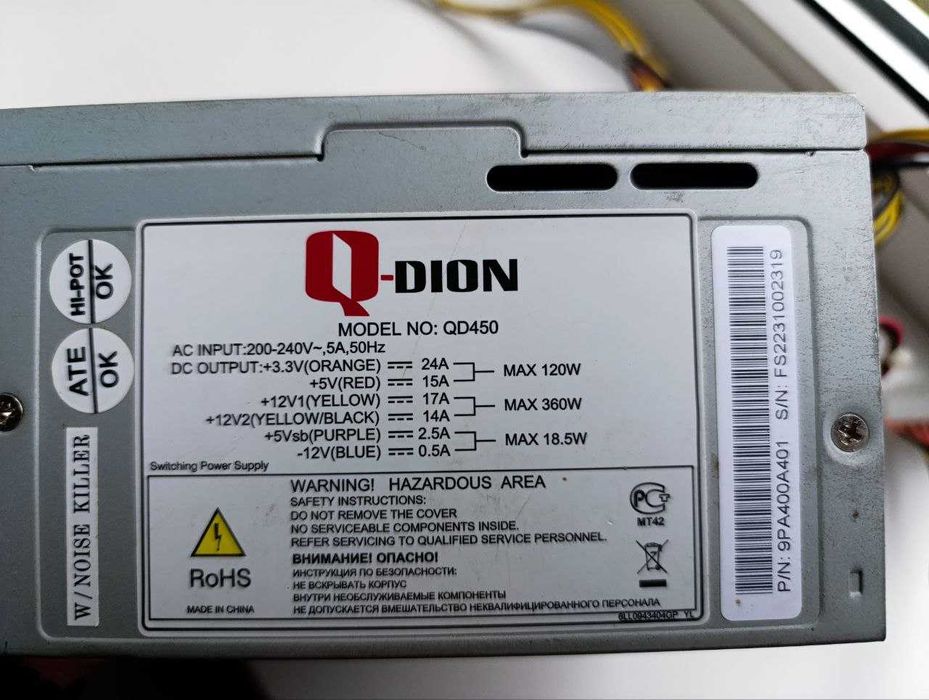 HI-POT
OK
ATE
OK
W/NOISE KILLER
Q-DION
MODEL NO: QD450
AC INPUT:200-240V~,5A,50Hz
DC OUTPUT:+3.3V(ORANGE) 24A
+5V(RED) 15A
MAX 120W
+12V1(YELLOW) 17A
+12V2(YELLOW/BLACK) 14A
MAX 360W
+5Vsb(PURPLE) 2.5A
-12V(BLUE) 0.5A
MAX 18.5W
Switching Power Supply
WARNING! HAZARDOUS AREA
SAFETY INSTRUCTIONS:
DO NOT REMOVE THE COVER
NO SERVICEABLE COMPONENTS INSIDE.
REFER SERVICING TO QUALIFIED SERVICE PERSONNEL.
ВНИМАНИЕ! ОПАСНО!
ИНСТРУКЦИЯ ПО БЕЗОПАСНОСТИ:
НЕ ВСКРЫВАТЬ КОРПУС
ВНУТРИ НЕОБСЛУЖИВАЕМЫЕ КОМПОНЕНТЫ
НЕ ДОПУСКАЕТСЯ ВМЕШАТЕЛЬСТВО НЕКВАЛИФИЦИРОВАННОГО ПЕРСОНАЛА
RoHS
MADE IN CHINA
РСТ
MT42
6LL0943404GP YL
P/N: 9PA400A401 S/N: FS2231002319